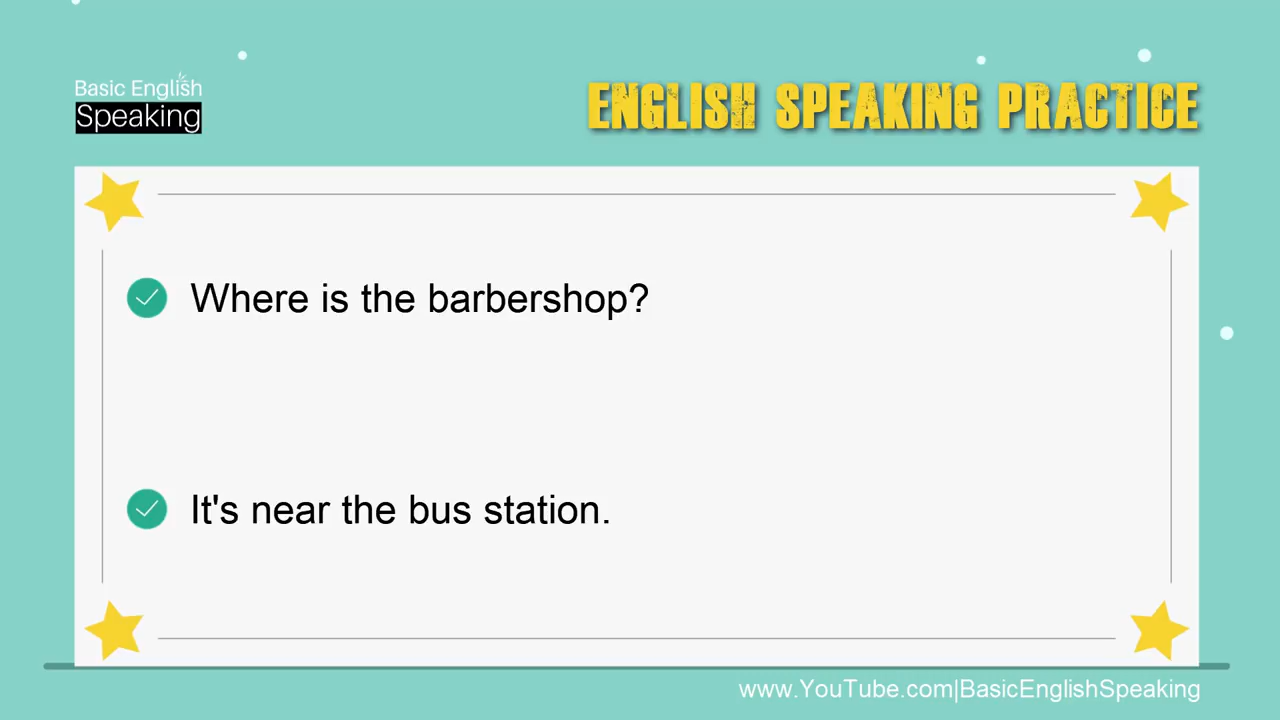 Basic English
Speaking
ENGLISH SPEAKING PRACTICE
Where is the barbershop?
It's near the bus station.
www.YouTube.com|BasicEnglishSpeaking